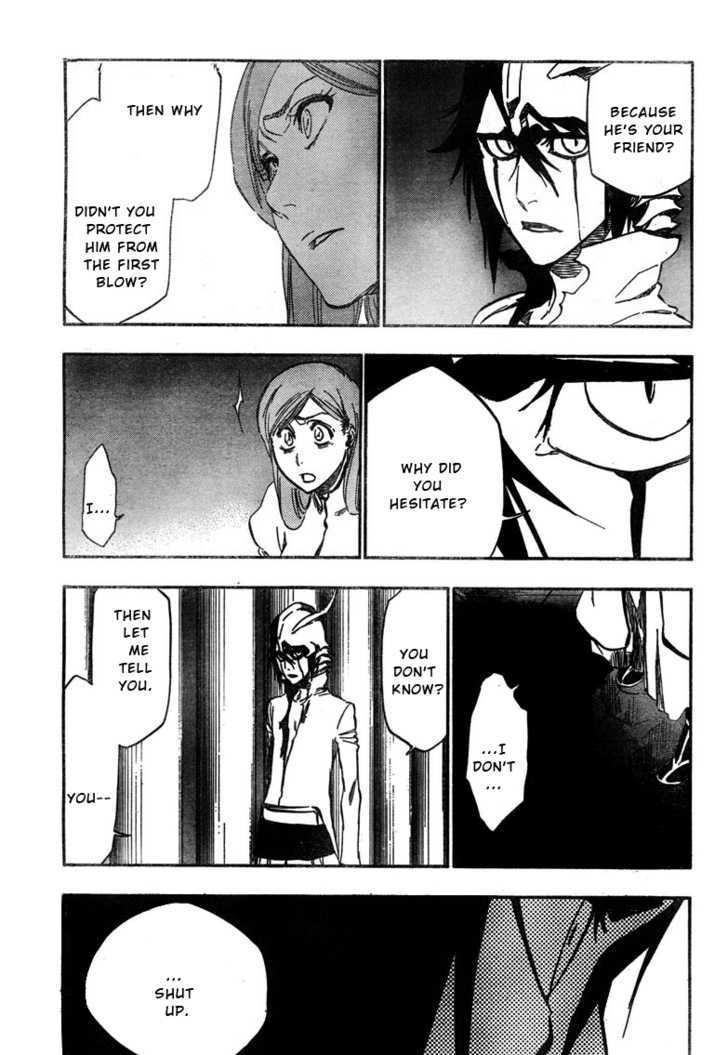 BECAUSE
HE'S YOUR
FRIEND?
THEN WHY
DIDN'T YOU
PROTECT
HIM FROM
THE FIRST
BLOW?
WHY DID
YOU
HESITATE?
I...
...I
DON'T
...
YOU
DON'T
KNOW?
THEN
LET
ME
TELL
YOU.
YOU--
...
SHUT
UP.